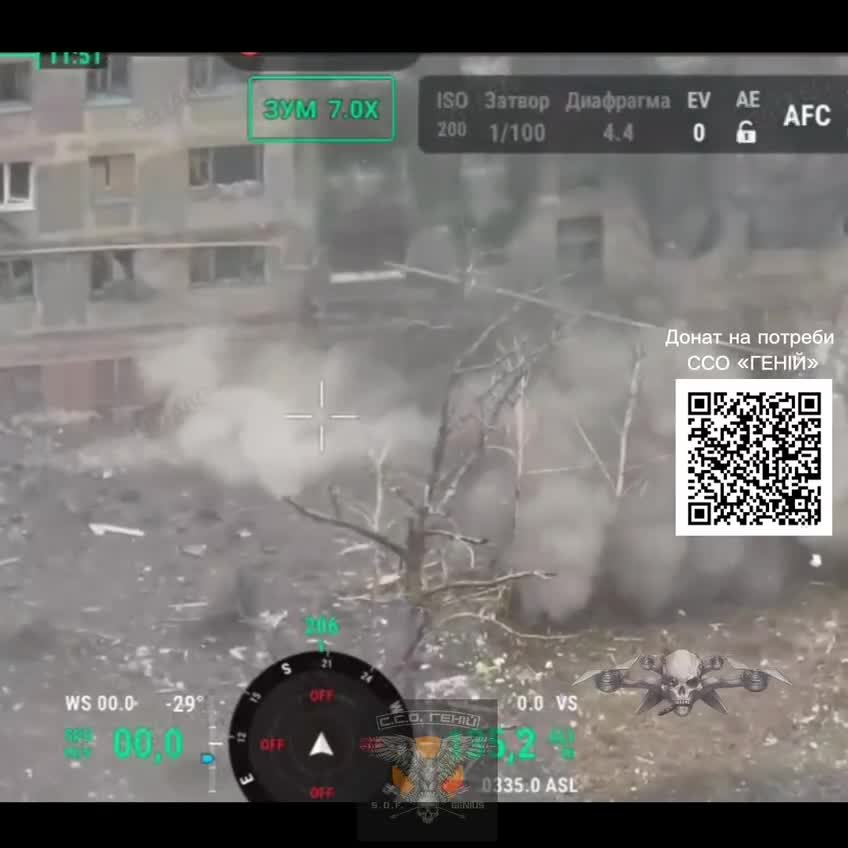 11:51
ЗУМ 7.0X
ISO Затвор Диафрагма EV AE AFC
200 1/100 4.4 0
Донат на потреби
ССО «ГЕНІЙ»
206
S 21 24
15 12 E
OFF
OFF
OFF
WS 00.0 -29°
00,0
0.0 VS
0335.0 ASL
С.С.О. ГЕНІЙ
S.O.F. GENIUS